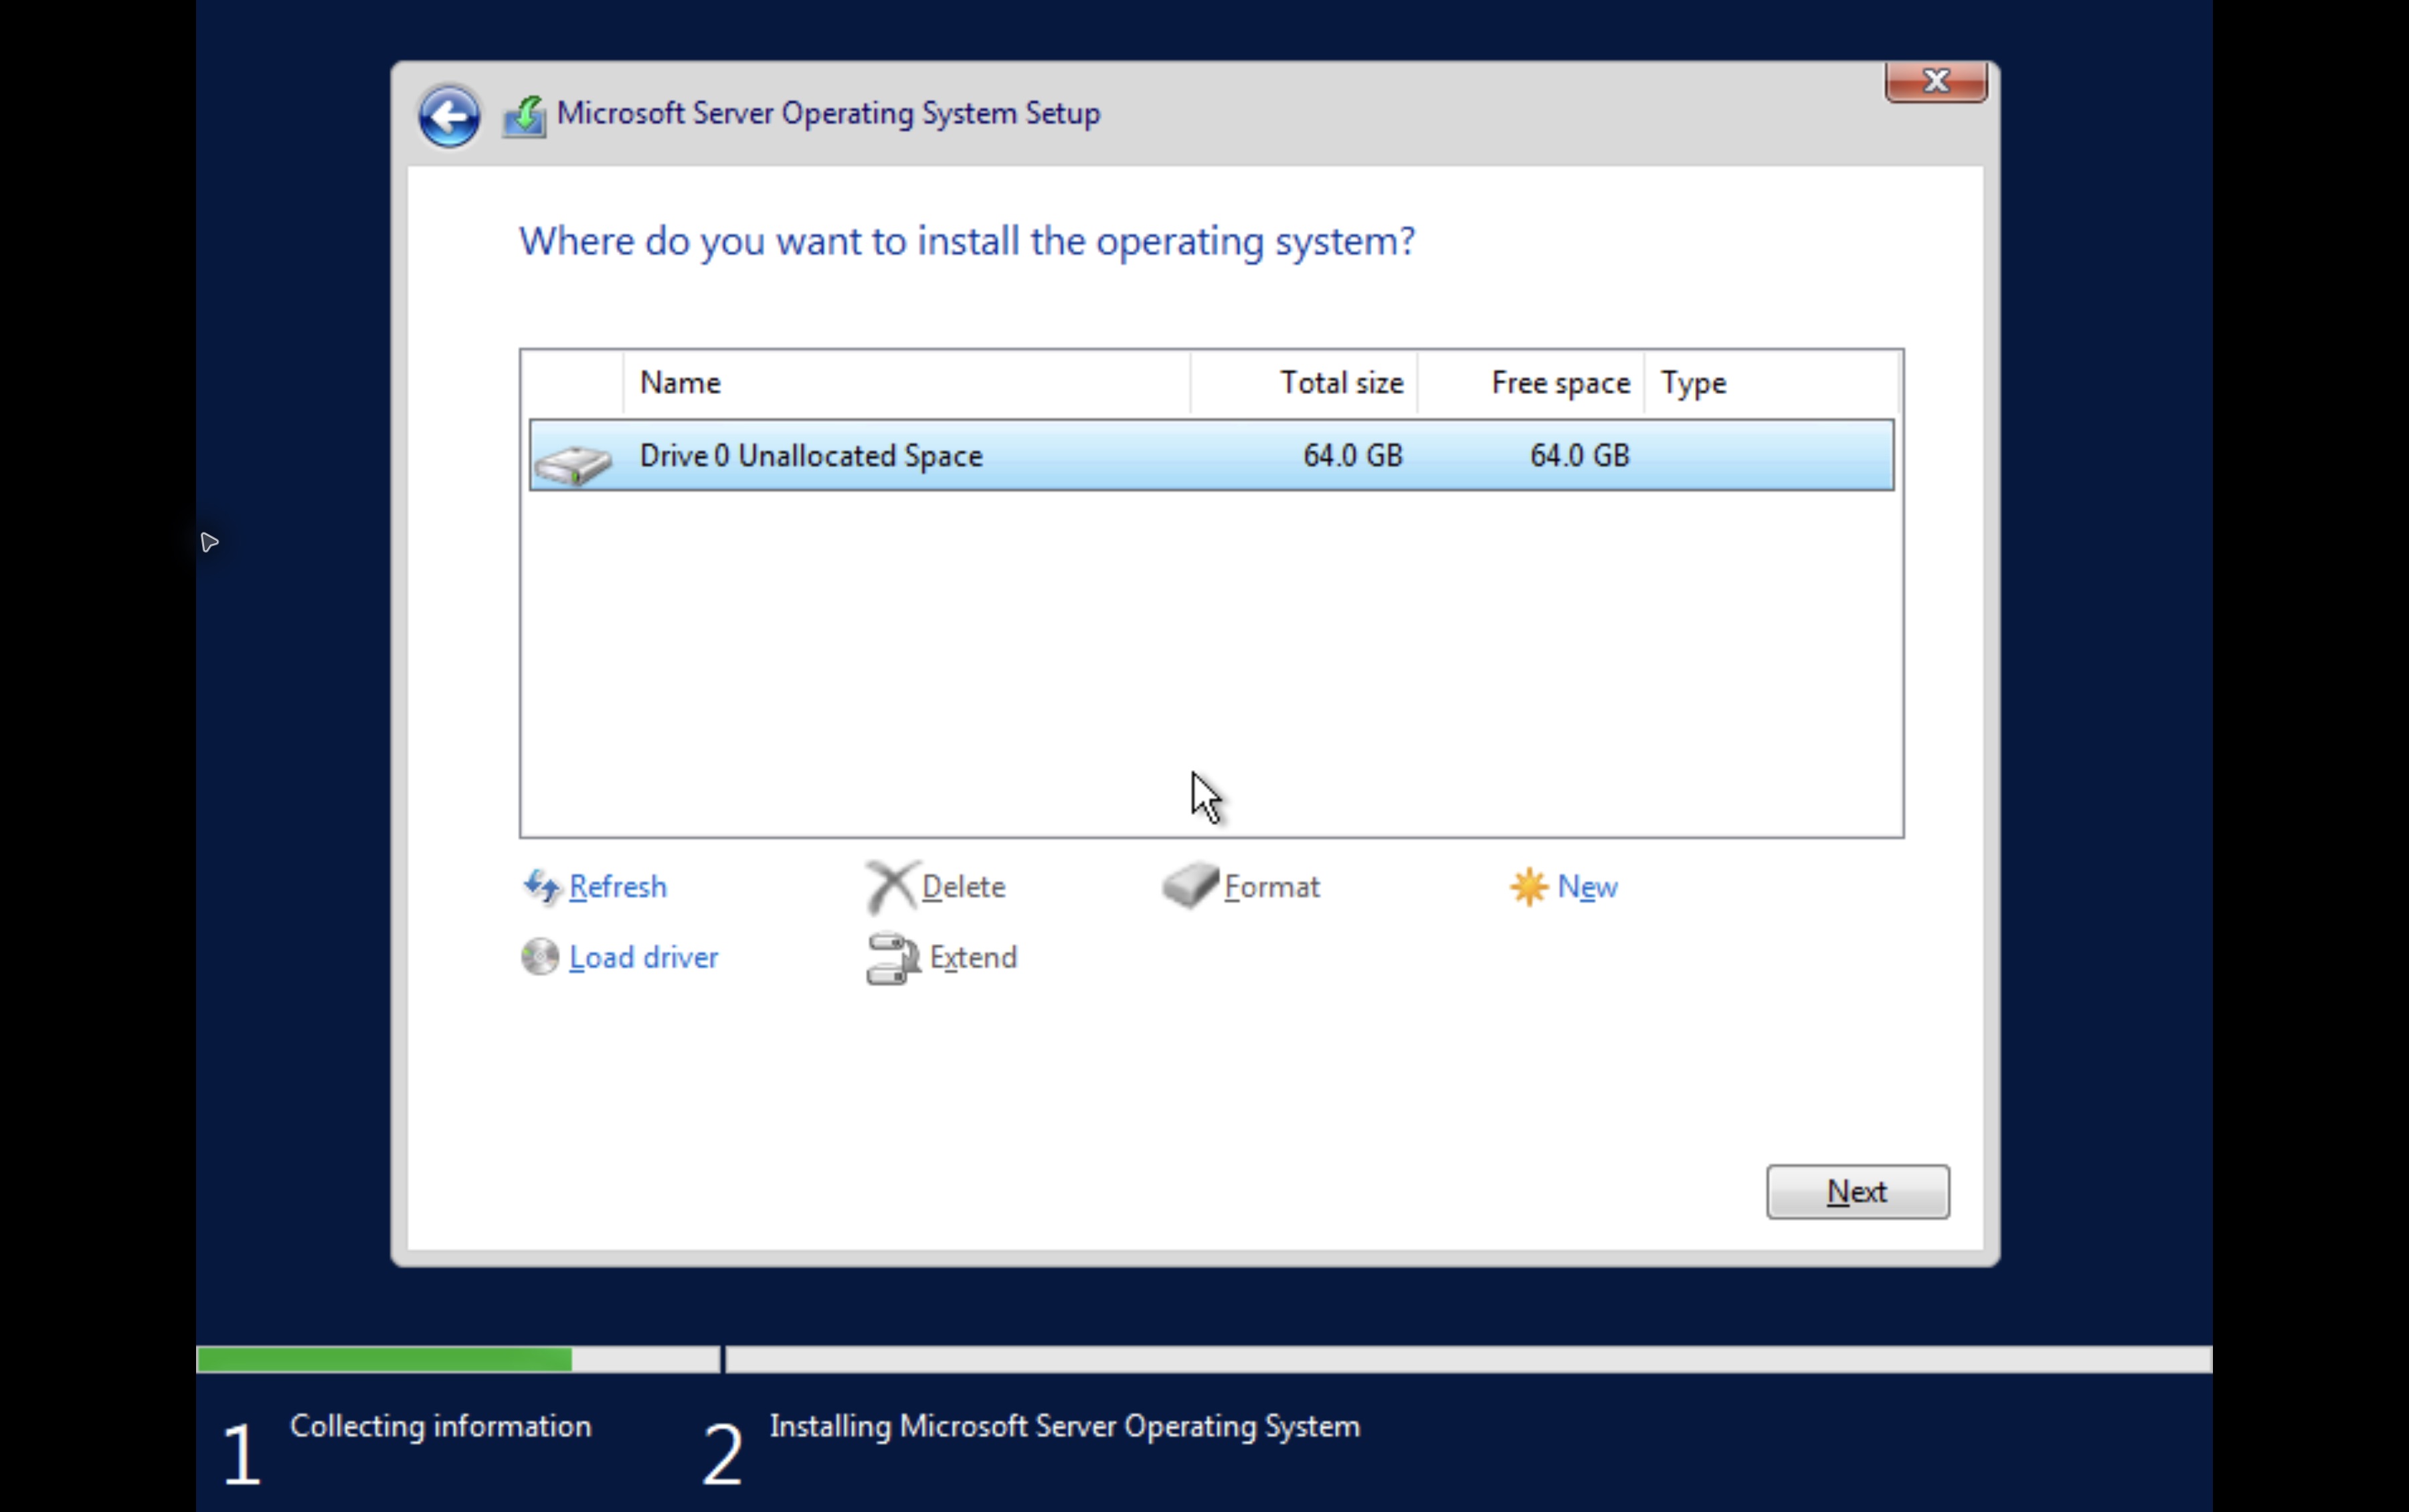 Microsoft Server Operating System Setup
Where do you want to install the operating system?
Name Total size Free space Type
Drive 0 Unallocated Space 64.0 GB 64.0 GB
Refresh Delete Format New
Load driver Extend
Next
1 Collecting information 2 Installing Microsoft Server Operating System